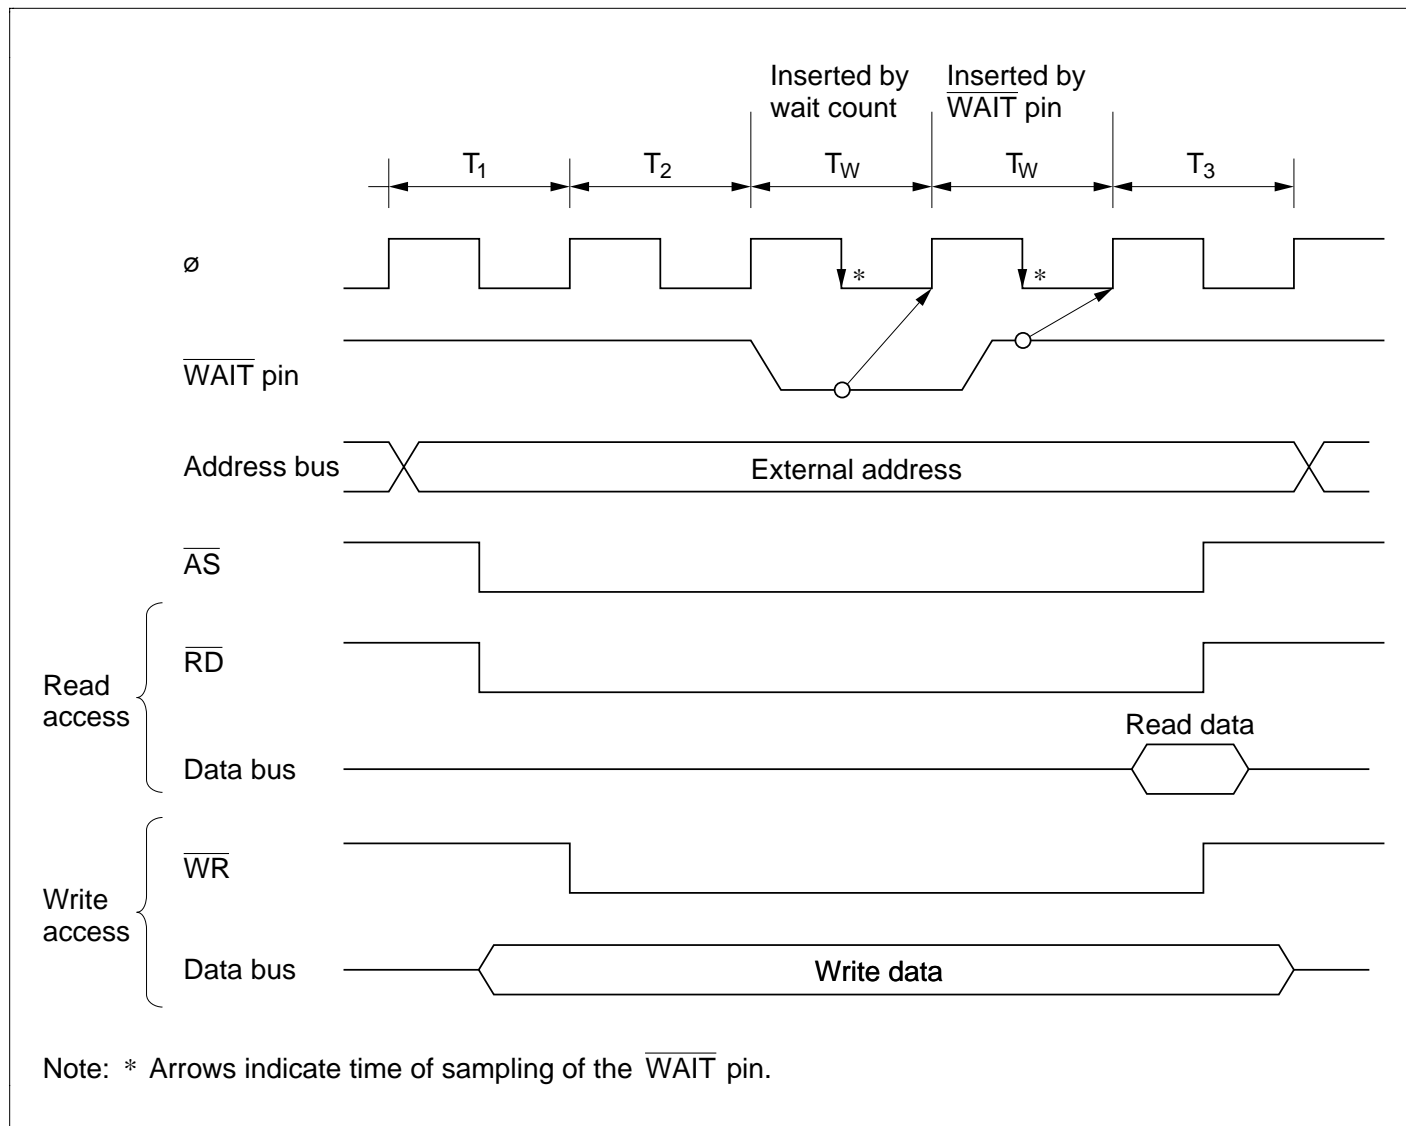 Inserted by
wait count
Inserted by
WAIT pin
T1
T2
TW
TW
T3
ø
*
*
WAIT pin
Address bus
External address
AS
Read
access
RD
Read data
Data bus
Write
access
WR
Data bus
Write data
Note: * Arrows indicate time of sampling of the WAIT pin.